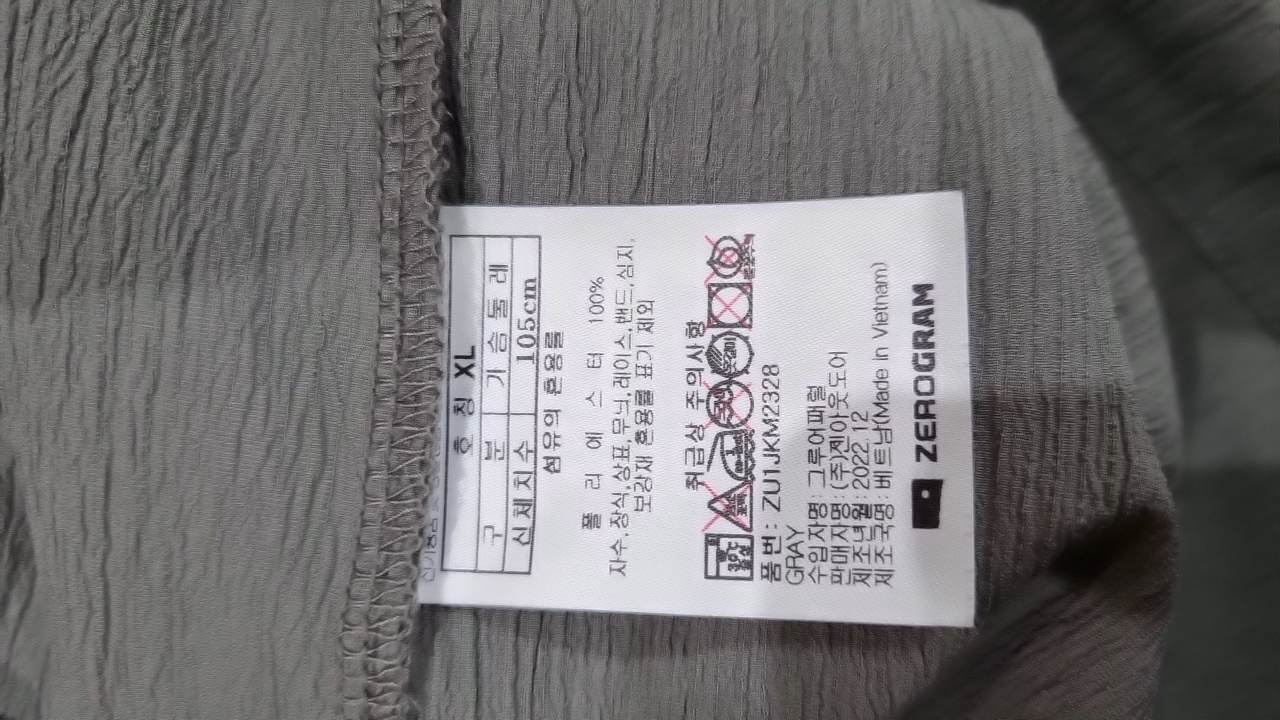 호 칭 XL
구 분 가 슴 둘 레
신 체 치 수 105cm
섬유의 혼용률
폴 리 에 스 터 100%
자수,장식,상표,무늬,레이스,밴드,심지,
보강재 혼용률 표기 제외
취급상 주의사항
품번: ZU1JKM2328
GRAY
수입자명: 그루어패럴
판매자명: (주)젠아웃도어
제조년월: 2022.12
제조국명: 베트남(Made in Vietnam)
ZEROGRAM